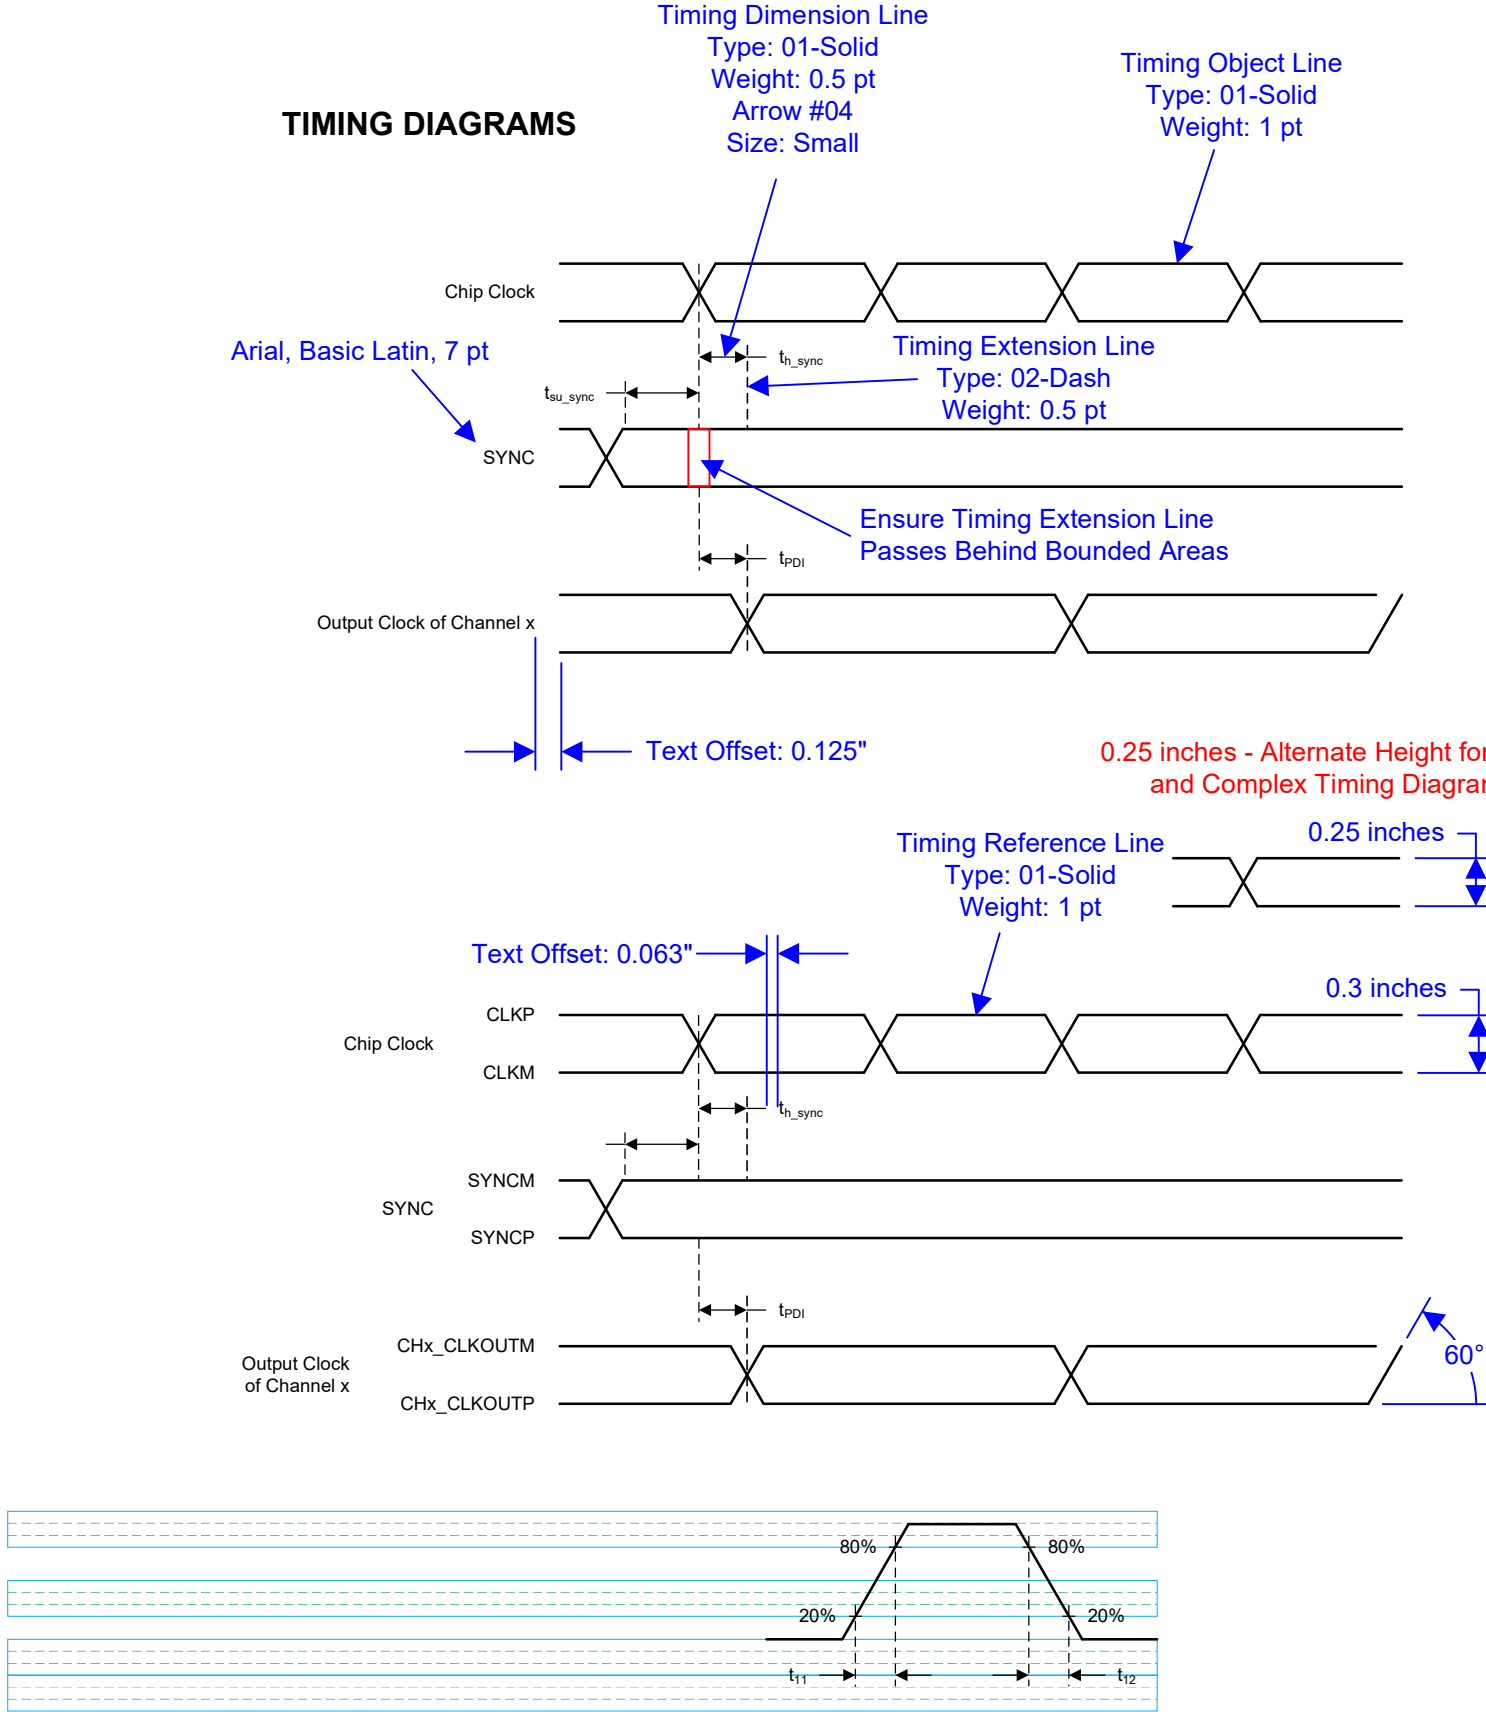 Timing Dimension Line
Type: 01-Solid
Weight: 0.5 pt
Arrow #04
Size: Small
Timing Object Line
Type: 01-Solid
Weight: 1 pt
TIMING DIAGRAMS
Chip Clock
Arial, Basic Latin, 7 pt
th_sync
Timing Extension Line
Type: 02-Dash
Weight: 0.5 pt
tsu_sync
SYNC
Ensure Timing Extension Line
Passes Behind Bounded Areas
tPDI
Output Clock of Channel x
Text Offset: 0.125"
0.25 inches - Alternate Height for
and Complex Timing
0.25 inches
Timing Reference Line
Type: 01-Solid
Weight: 1 pt
Text Offset: 0.063"
0.3 inches
CLKP
Chip Clock
CLKM
th_sync
SYNCM
SYNC
SYNCP
tPDI
CHx_CLKOUTM
Output Clock
of Channel x
CHx_CLKOUTP
60°
80%
80%
20%
20%
t11
t12